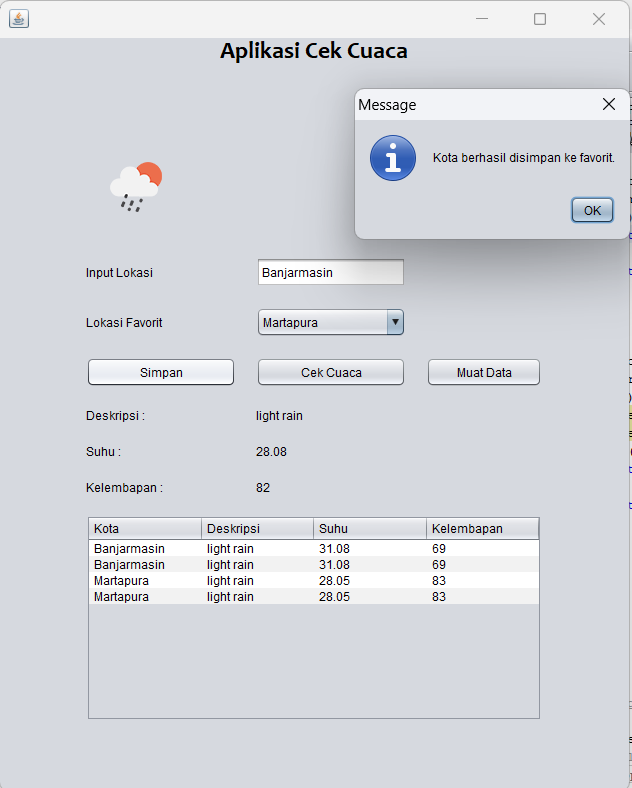 Aplikasi Cek Cuaca
Message
Kota berhasil disimpan ke favorit.
OK
Input Lokasi Banjarmasin
Lokasi Favorit Martapura
Simpan Cek Cuaca Muat Data
Deskripsi : light rain
Suhu : 28.08
Kelembapan : 82
Kota Deskripsi Suhu Kelembapan
Banjarmasin light rain 31.08 69
Banjarmasin light rain 31.08 69
Martapura light rain 28.05 83
Martapura light rain 28.05 83